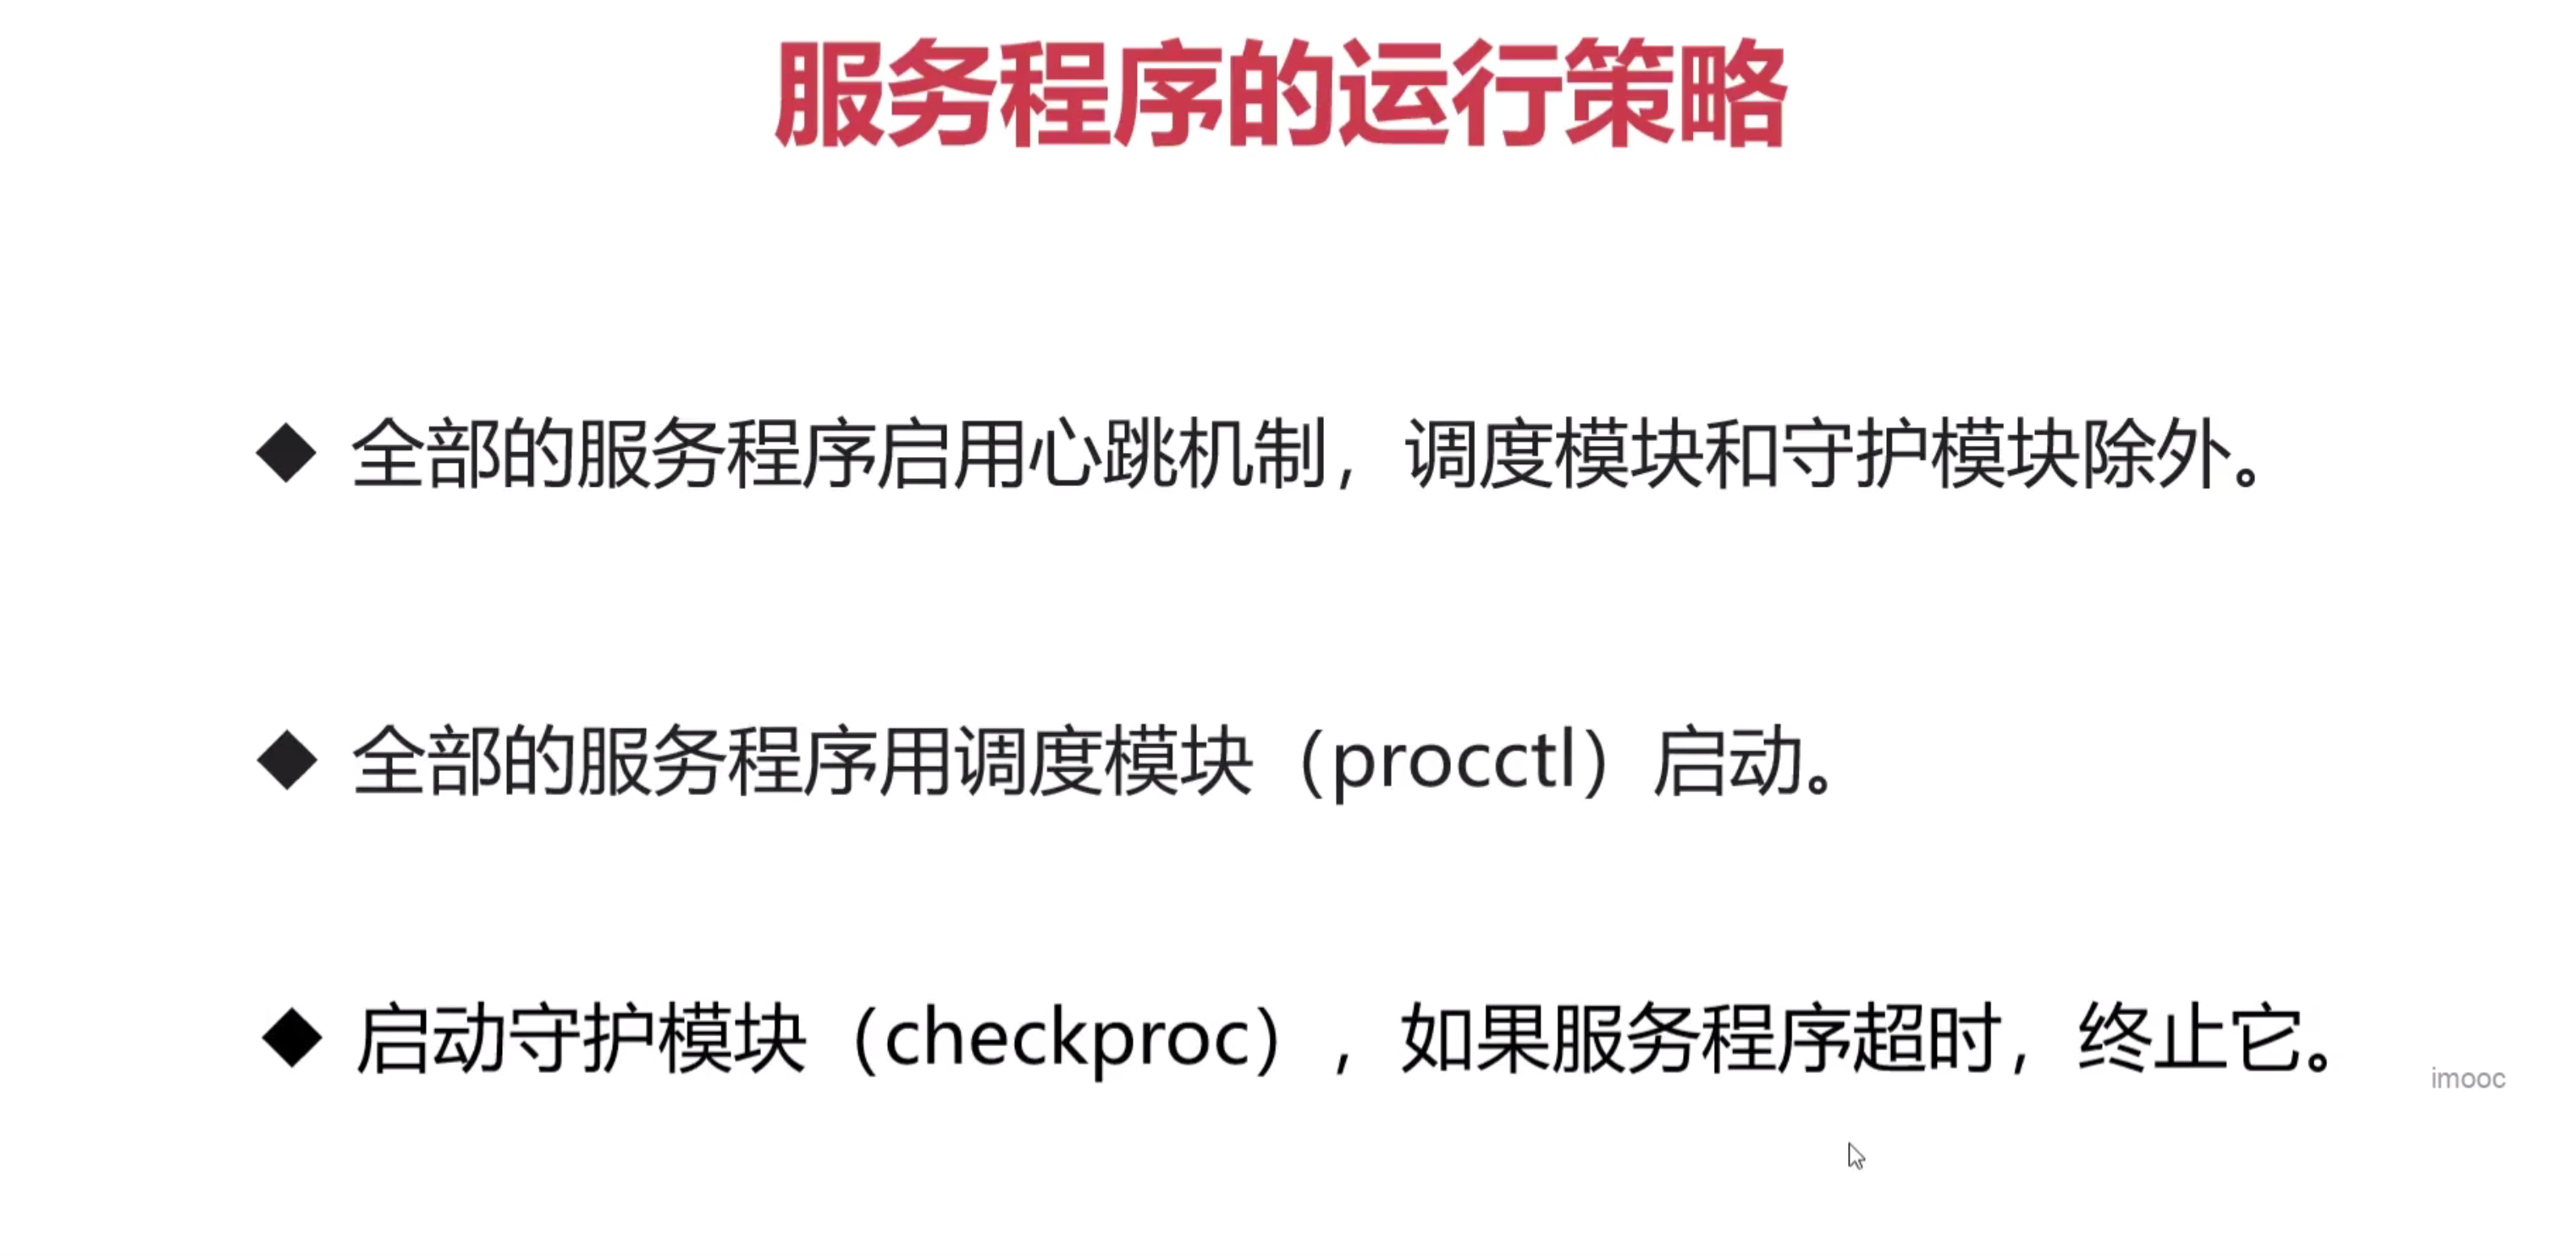 服务程序的运行策略
◆ 全部的服务程序启用心跳机制，调度模块和守护模块除外。
◆ 全部的服务程序用调度模块（procctl）启动。
◆ 启动守护模块（checkproc），如果服务程序超时，终止它。
imooc